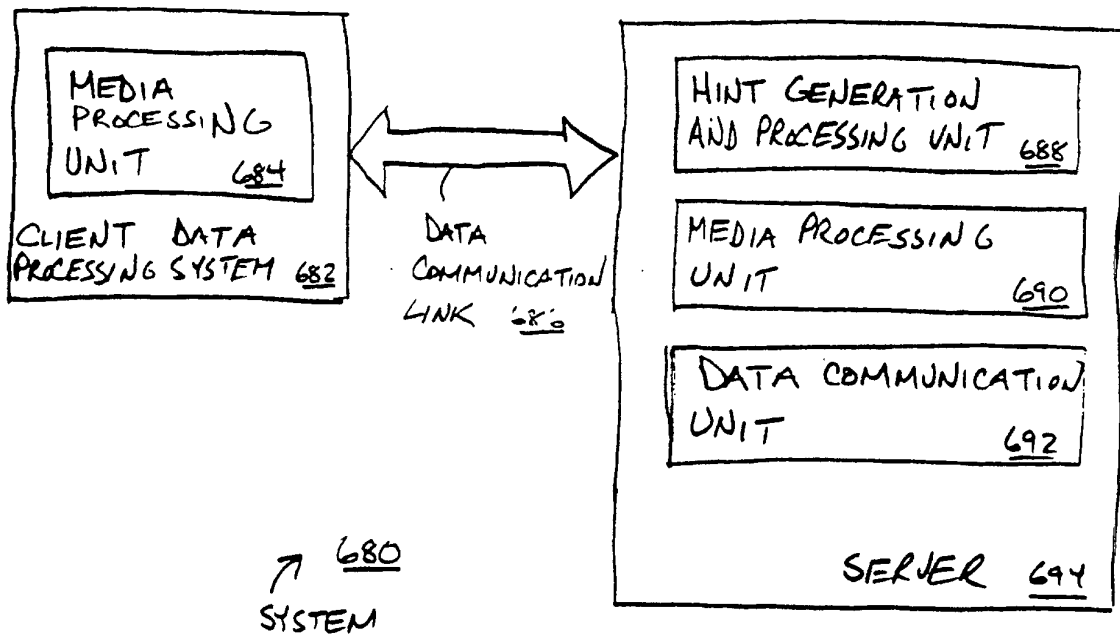 MEDIA
PROCESSING
UNIT 684
CLIENT DATA
PROCESSING SYSTEM 682
DATA
COMMUNICATION
LINK 686
HINT GENERATION
AND PROCESSING UNIT 688
MEDIA PROCESSING
UNIT 690
DATA COMMUNICATION
UNIT 692
SERVER 694
680
SYSTEM